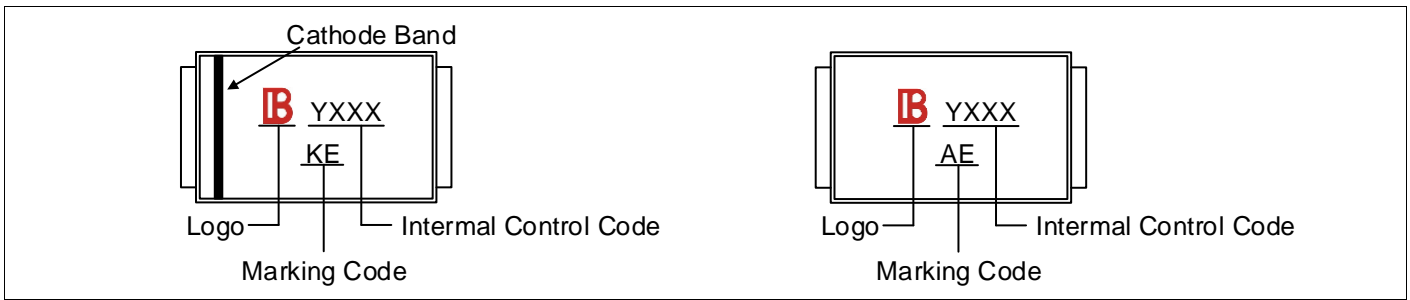 Cathode Band
B YXXX
KE
Logo
Intermal Control Code
Marking Code
B YXXX
AE
Logo
Intermal Control Code
Marking Code